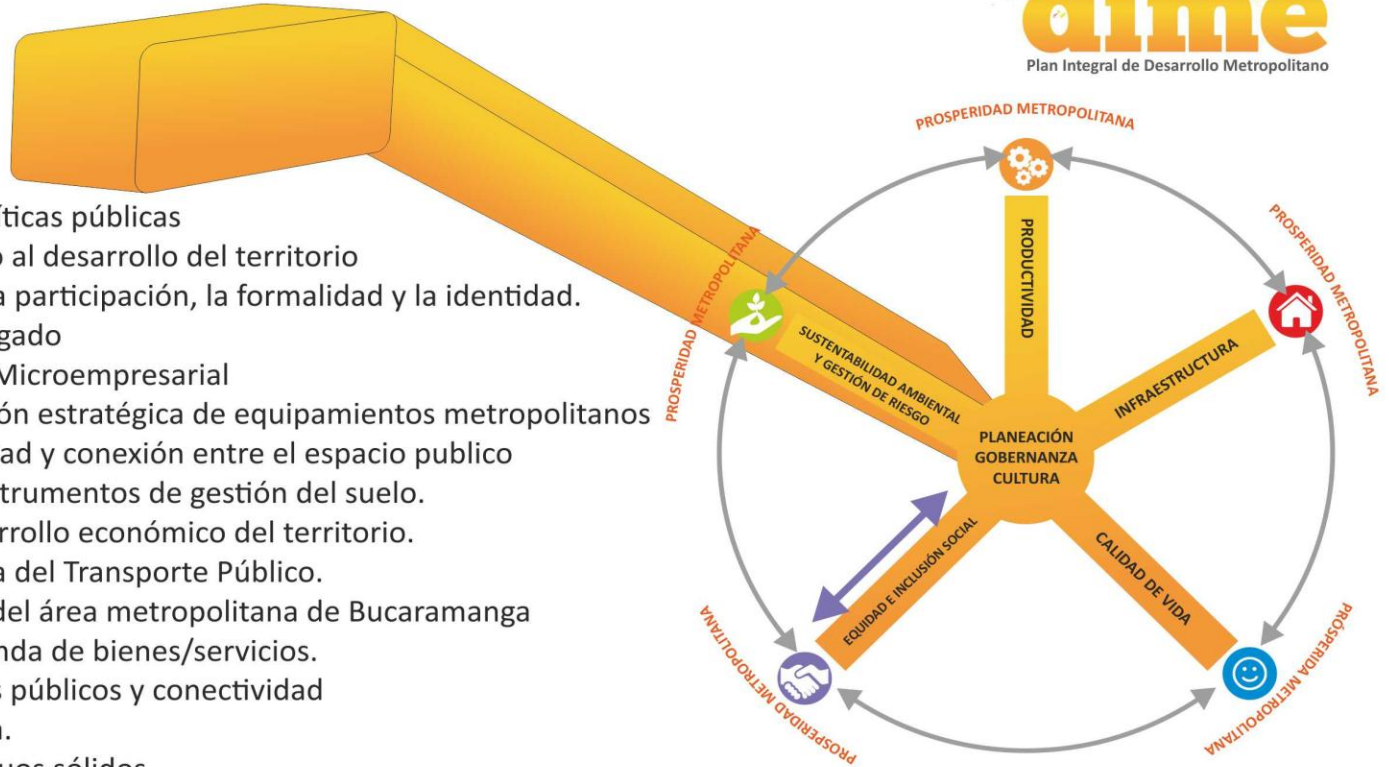 dime
Plan Integral de Desarrollo Metropolitano
íticas públicas
al desarrollo del territorio
a participación, la formalidad y la identidad.
gado
Microempresarial
ón estratégica de equipamientos metropolitanos
ad y conexión entre el espacio publico
trumentos de gestión del suelo.
rrollo económico del territorio.
a del Transporte Público.
del área metropolitana de Bucaramanga
nda de bienes/servicios.
s públicos y conectividad
PROSPERIDAD METROPOLITANA
PRODUCTIVIDAD
PROSPERIDAD METROPOLITANA
INFRAESTRUCTURA
PROSPERIDAD METROPOLITANA
SUSTENTABILIDAD AMBIENTAL
Y GESTIÓN DE RIESGO
PLANEACIÓN
GOBERNANZA
CULTURA
EQUIDAD E INCLUSIÓN SOCIAL
PROSPERIDAD METROPOLITANA
CALIDAD DE VIDA
PRÓSPERIDA METROPOLITANA